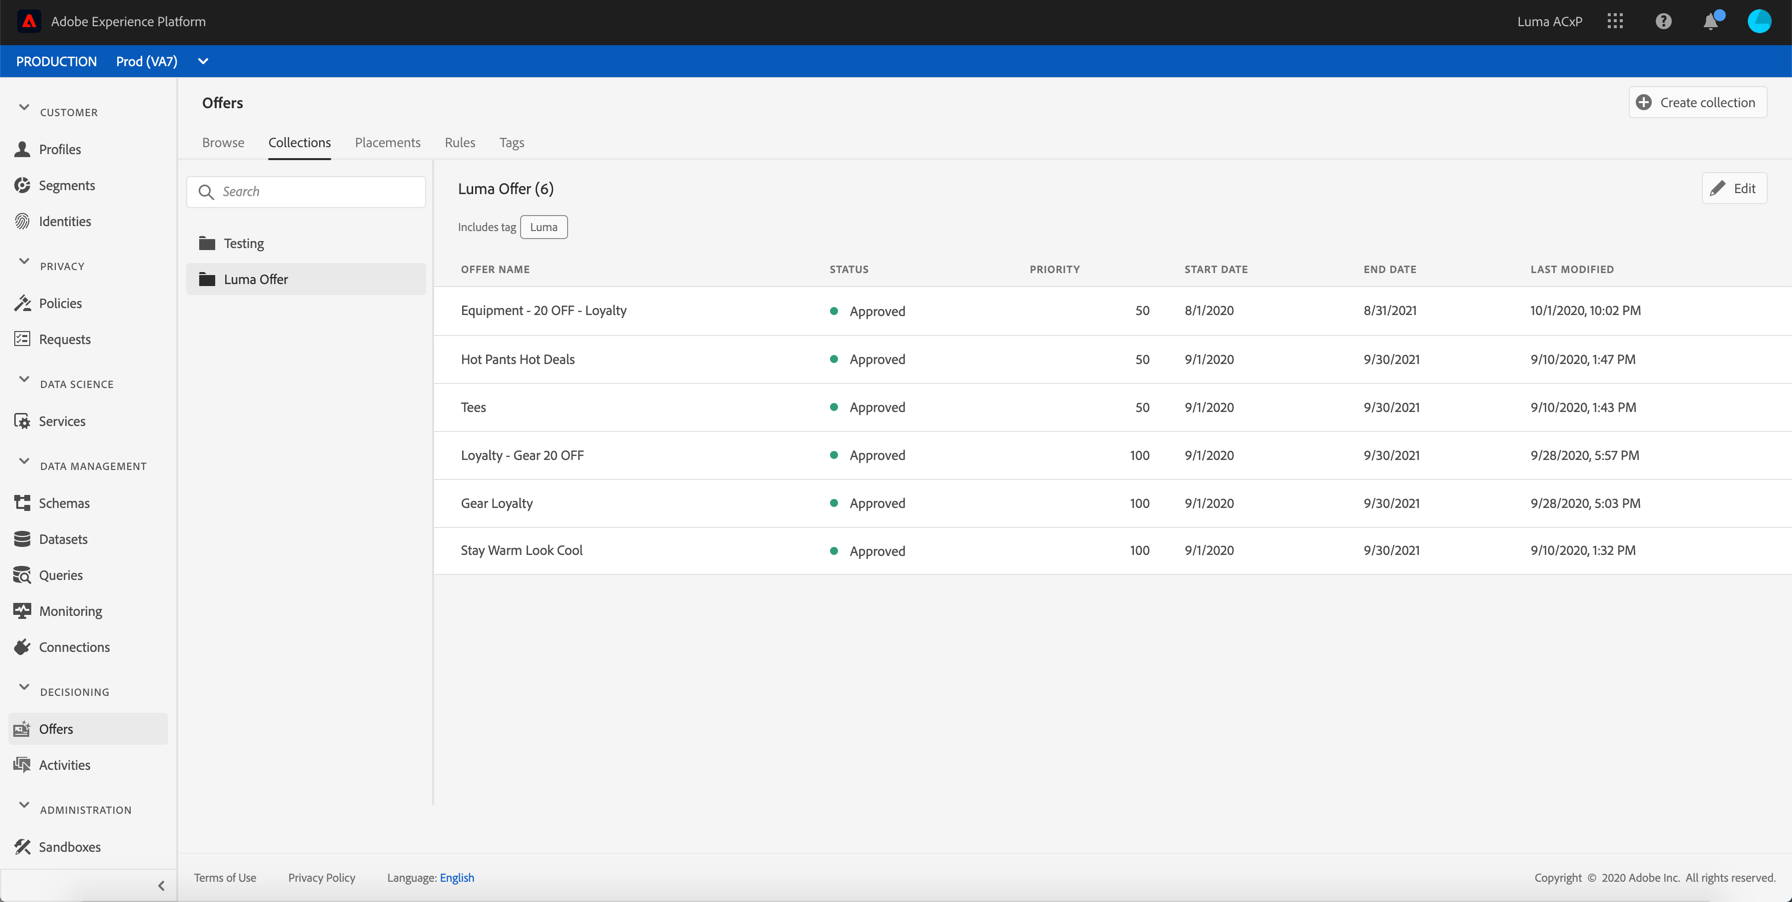 Adobe Experience Platform
Luma ACxP
PRODUCTION Prod (VA7)
CUSTOMER
Profiles
Segments
Identities
PRIVACY
Policies
Requests
DATA SCIENCE
Services
DATA MANAGEMENT
Schemas
Datasets
Queries
Monitoring
Connections
DECISIONING
Offers
Activities
ADMINISTRATION
Sandboxes
Offers
Create collection
Browse Collections Placements Rules Tags
Search
Testing
Luma Offer
Luma Offer (6)
Edit
Includes tag Luma
OFFER NAME STATUS PRIORITY START DATE END DATE LAST MODIFIED
Equipment - 20 OFF - Loyalty Approved 50 8/1/2020 8/31/2021 10/1/2020, 10:02 PM
Hot Pants Hot Deals Approved 50 9/1/2020 9/30/2021 9/10/2020, 1:47 PM
Tees Approved 50 9/1/2020 9/30/2021 9/10/2020, 1:43 PM
Loyalty - Gear 20 OFF Approved 100 9/1/2020 9/30/2021 9/28/2020, 5:57 PM
Gear Loyalty Approved 100 9/1/2020 9/30/2021 9/28/2020, 5:03 PM
Stay Warm Look Cool Approved 100 9/1/2020 9/30/2021 9/10/2020, 1:32 PM
Terms of Use Privacy Policy Language: English
Copyright © 2020 Adobe Inc. All rights reserved.